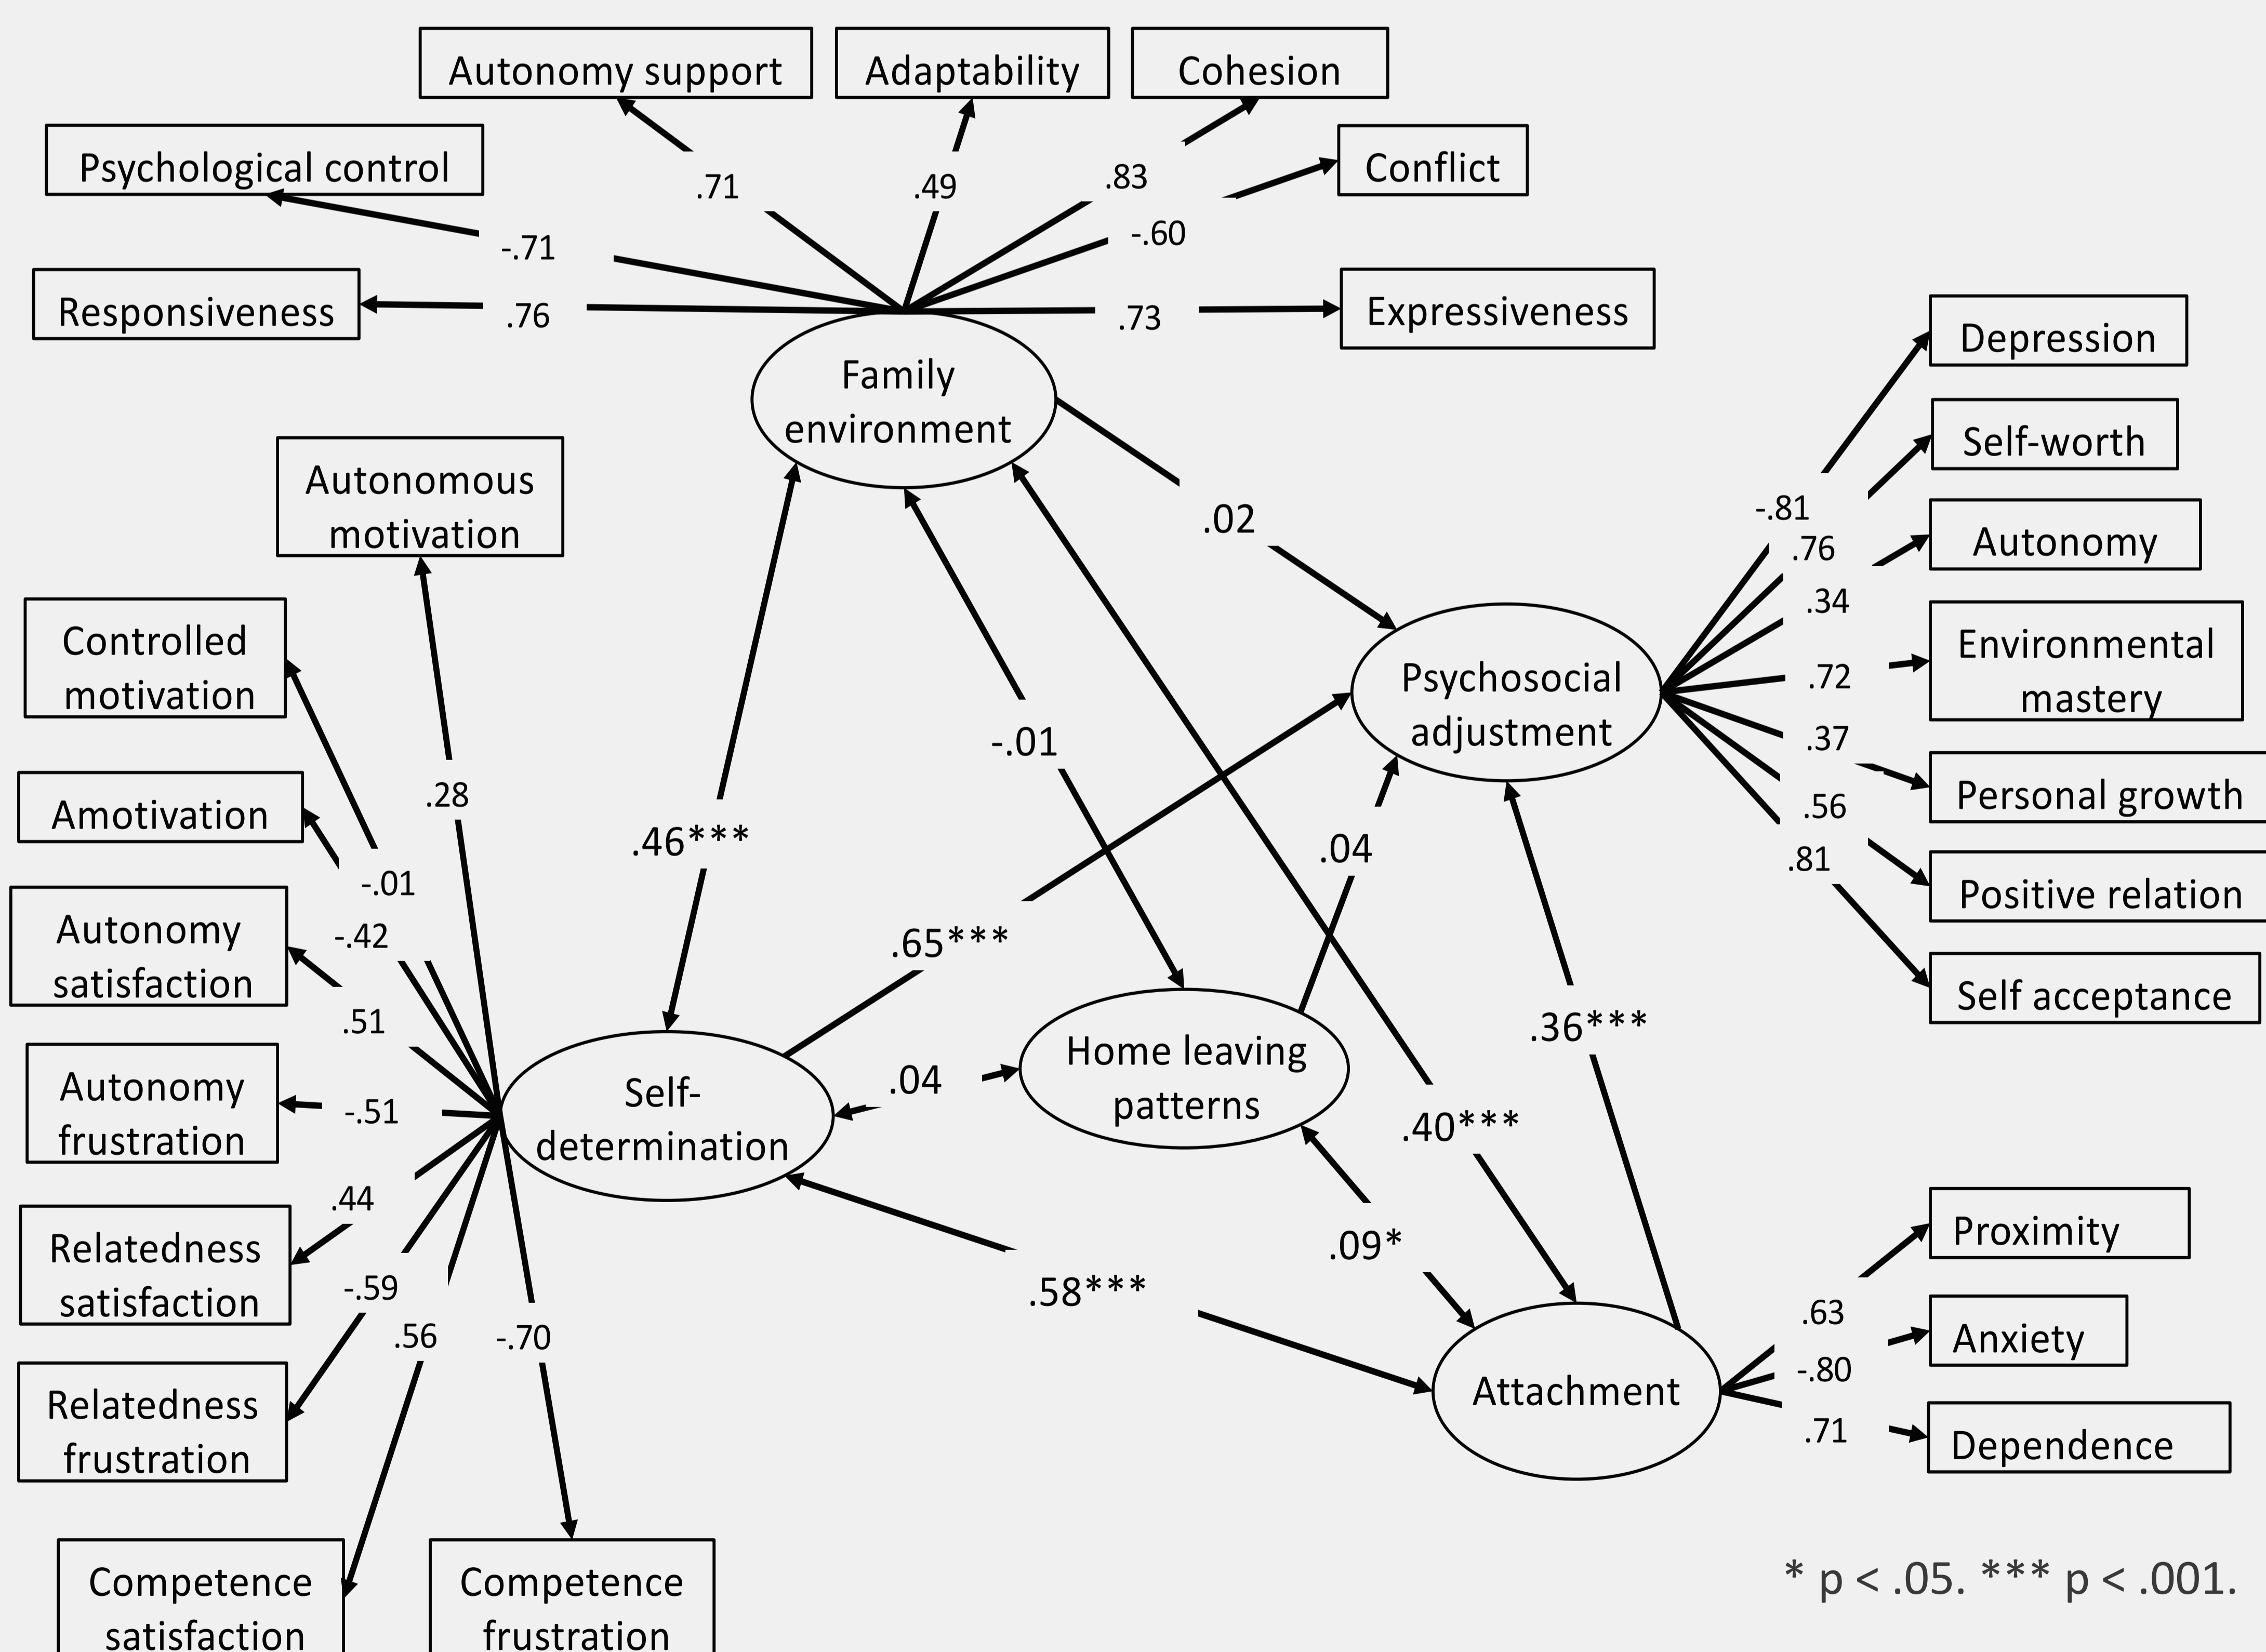 Autonomy support
Adaptability
Cohesion
Psychological control
Conflict
.71
.49
.83
-.60
-.71
Responsiveness
.76
.73
Expressiveness
Family
environment
Depression
Self-worth
Autonomy
Environmental
mastery
Personal growth
Positive relation
Self acceptance
-.81
.76
.34
.72
.37
.56
.81
Psychosocial
adjustment
.02
-.01
.04
.46***
.65***
.36***
.40***
.04
.09*
.58***
Autonomous
motivation
Controlled
motivation
Amotivation
Autonomy
satisfaction
Autonomy
frustration
Relatedness
satisfaction
Relatedness
frustration
Competence
satisfaction
Competence
frustration
.28
-.01
-.42
.51
-.51
.44
-.59
.56
-.70
Self-
determination
Home leaving
patterns
Attachment
.63
-.80
.71
Proximity
Anxiety
Dependence
* p < .05. *** p < .001.